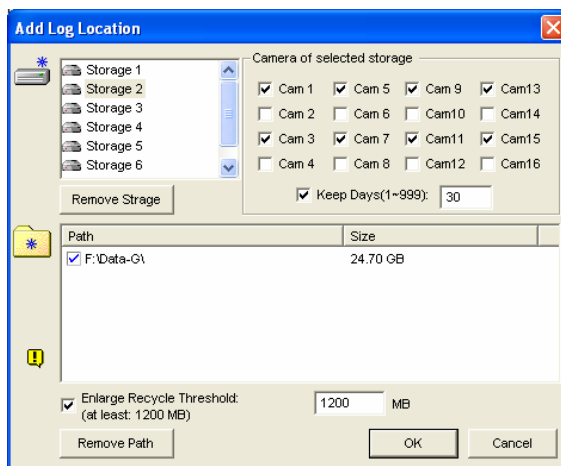 Add Log Location
Storage 1
Storage 2
Storage 3
Storage 4
Storage 5
Storage 6
Remove Strage
Camera of selected storage
Cam 1 Cam 5 Cam 9 Cam13
Cam 2 Cam 6 Cam10 Cam14
Cam 3 Cam 7 Cam11 Cam15
Cam 4 Cam 8 Cam12 Cam16
Keep Days(1~999): 30
Path Size
F:\Data-G\ 24.70 GB
Enlarge Recycle Threshold:
(at least: 1200 MB)
1200 MB
Remove Path OK Cancel